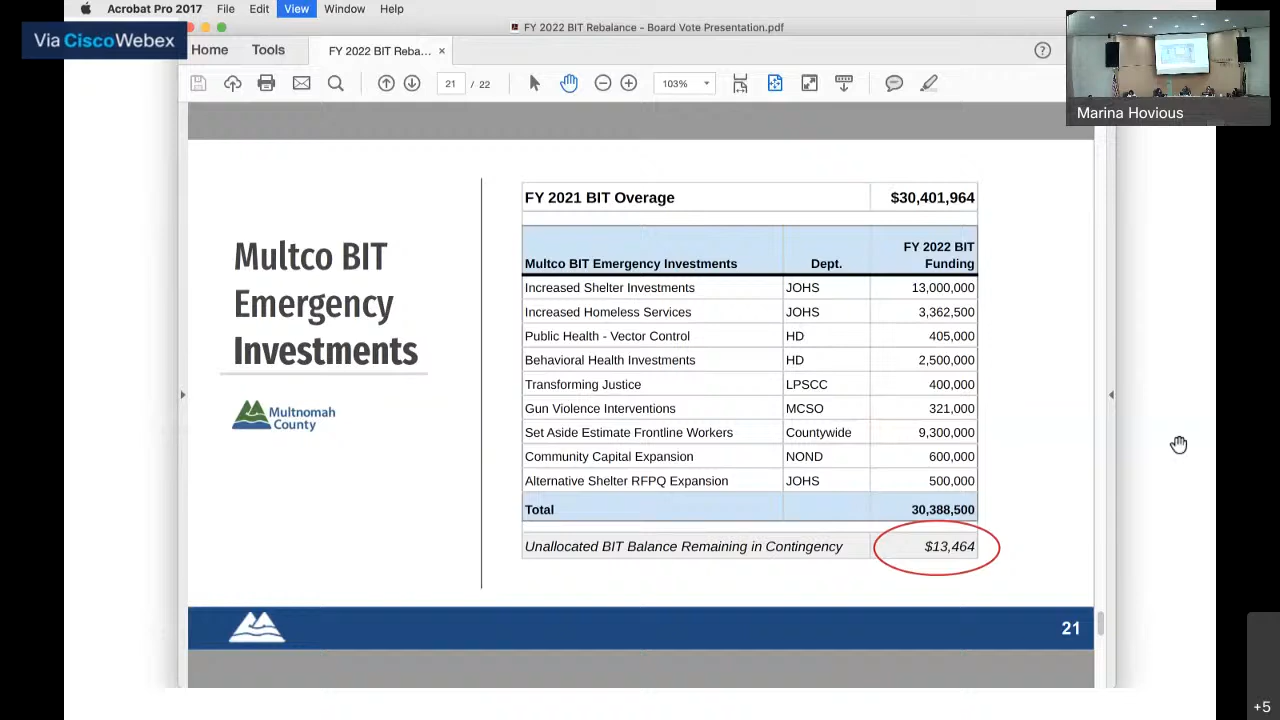 Acrobat Pro 2017 File Edit View Window Help
Via CiscoWebex
FY 2022 BIT Rebalance - Board Vote Presentation.pdf
Home Tools FY 2022 BIT Reba... ×
21 / 22 103%
Marina Hovious
Multco BIT
Emergency
Investments
Multnomah
County
FY 2021 BIT Overage $30,401,964
FY 2022 BIT
Multco BIT Emergency Investments Dept. Funding
Increased Shelter Investments JOHS 13,000,000
Increased Homeless Services JOHS 3,362,500
Public Health - Vector Control HD 405,000
Behavioral Health Investments HD 2,500,000
Transforming Justice LPSCC 400,000
Gun Violence Interventions MCSO 321,000
Set Aside Estimate Frontline Workers Countywide 9,300,000
Community Capital Expansion NOND 600,000
Alternative Shelter RFPQ Expansion JOHS 500,000
Total 30,388,500
Unallocated BIT Balance Remaining in Contingency $13,464
21
+5